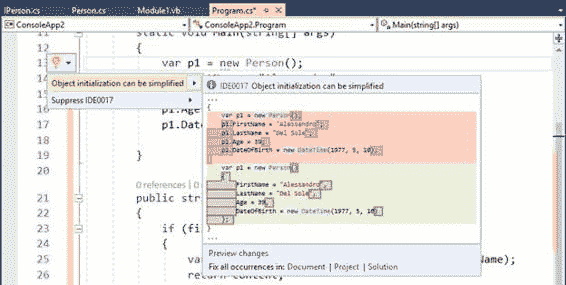 IPerson.cs Person.cs Module1.vb Program.cs*
ConsoleApp2 ConsoleApp2.Program Main(string[] args)
11 static void Main(string[] args)
12 {
13 var p1 = new Person();
Object initialization can be simplified
Suppress IDE0017
IDE0017 Object initialization can be simplified
...
{
var p1 = new Person();
p1.FirstName = "Alessandro";
p1.LastName = "Del Sole";
p1.Age = 39;
p1.DateOfBirth = new DateTime(1977, 5, 10);
var p1 = new Person()
{
FirstName = "Alessandro",
LastName = "Del Sole",
Age = 39,
DateOfBirth = new DateTime(1977, 5, 10)
};
}
...
Preview changes
Fix all occurrences in: Document | Project | Solution
16 p1.Age
17 p1.Date
18
19 }
20
0 references | 0
21 public str
22 {
23 if (fi
24 {
25 va Name);
26 return content;